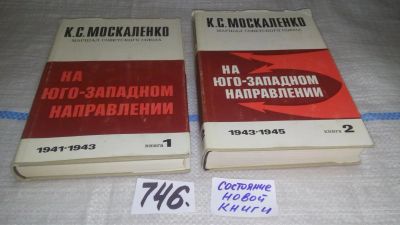 К.С.МОСКАЛЕНКО
МАРШАЛ СОВЕТСКОГО СОЮЗА
НА
ЮГО-ЗАПАДНОМ
НАПРАВЛЕНИИ
1941-1943
книга 1
К.С.МОСКАЛЕНКО
МАРШАЛ СОВЕТСКОГО СОЮЗА
НА
ЮГО-ЗАПАДНОМ
НАПРАВЛЕНИИ
1943-1945
книга 2
746.
СОСТОЯНИЕ
НОВОЙ
КНИГИ